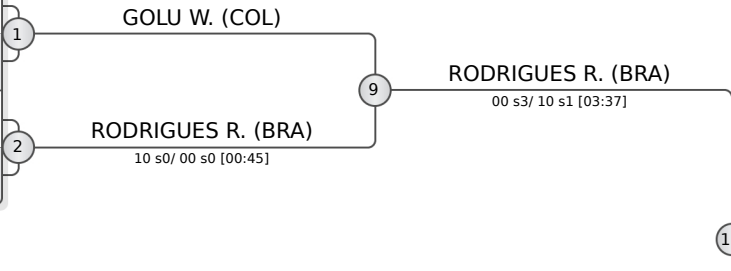 GOLU W. (COL)
1
RODRIGUES R. (BRA)
9
00 s3/ 10 s1 [03:37]
RODRIGUES R. (BRA)
2
10 s0/ 00 s0 [00:45]